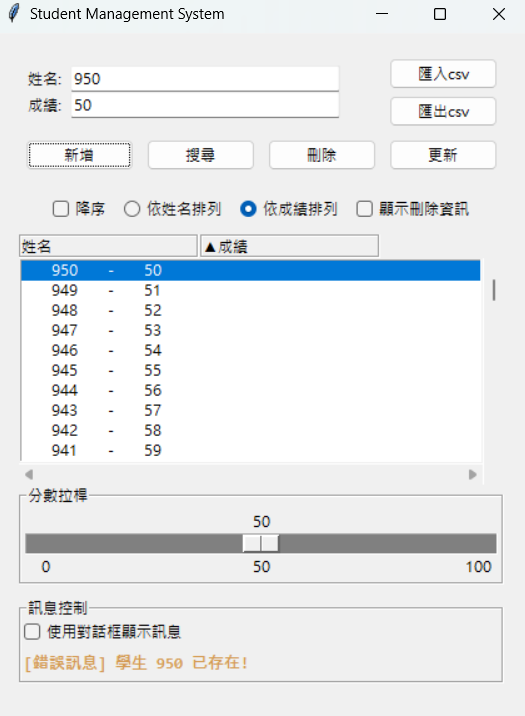 Student Management System
姓名: 950 匯入csv
成績: 50 匯出csv
新增 搜尋 刪除 更新
降序 依姓名排列 依成績排列 顯示刪除資訊
姓名 ▲成績
950 - 50
949 - 51
948 - 52
947 - 53
946 - 54
945 - 55
944 - 56
943 - 57
942 - 58
941 - 59
分數拉桿
50
0 50 100
訊息控制
使用對話框顯示訊息
[錯誤訊息] 學生 950 已存在!